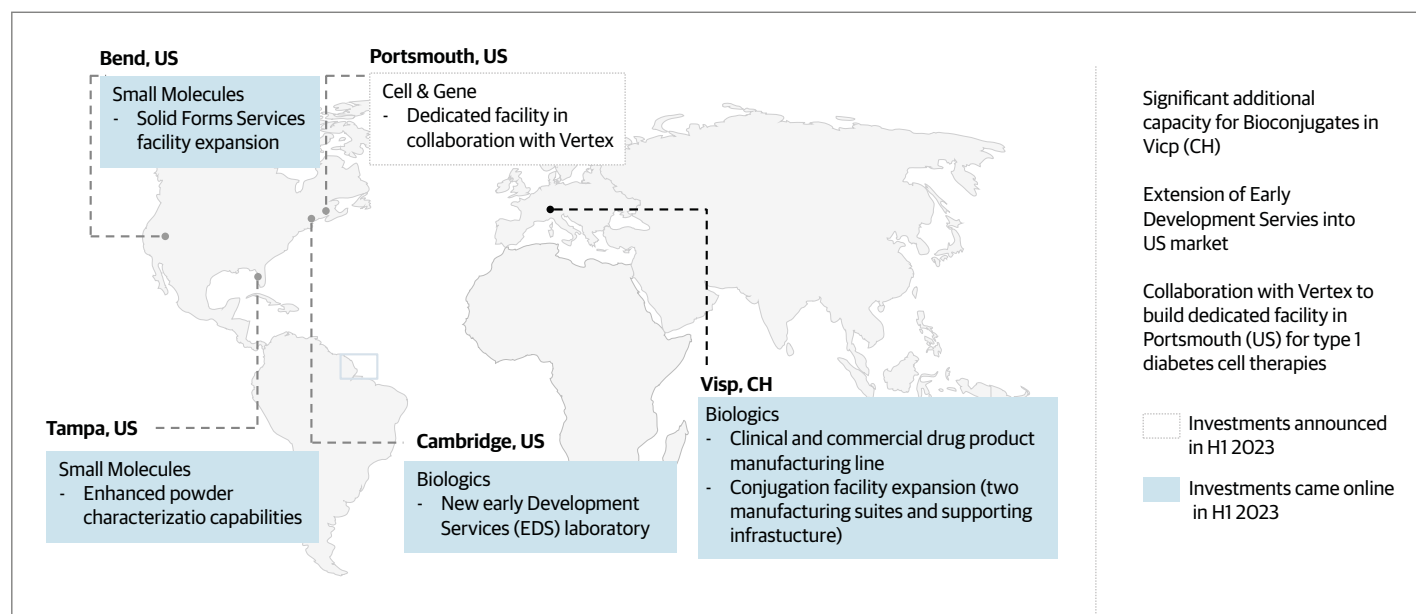 Bend, US
Small Molecules
- Solid Forms Services
facility expansion
Portsmouth, US
Cell & Gene
- Dedicated facility in
collaboration with Vertex
Tampa, US
Small Molecules
- Enhanced powder
characterizatio capabilities
Cambridge, US
Biologics
- New early Development
Services (EDS) laboratory
Visp, CH
Biologics
- Clinical and commercial drug product
manufacturing line
- Conjugation facility expansion (two
manufacturing suites and supporting
infrastucture)
Significant additional
capacity for Bioconjugates in
Vicp (CH)
Extension of Early
Development Servies into
US market
Collaboration with Vertex to
build dedicated facility in
Portsmouth (US) for type 1
diabetes cell therapies
Investments announced
in H1 2023
Investments came online
in H1 2023